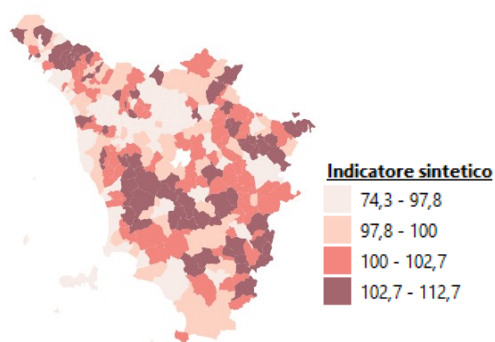 Indicatore sintetico
74,3 - 97,8
97,8 - 100
100 - 102,7
102,7 - 112,7